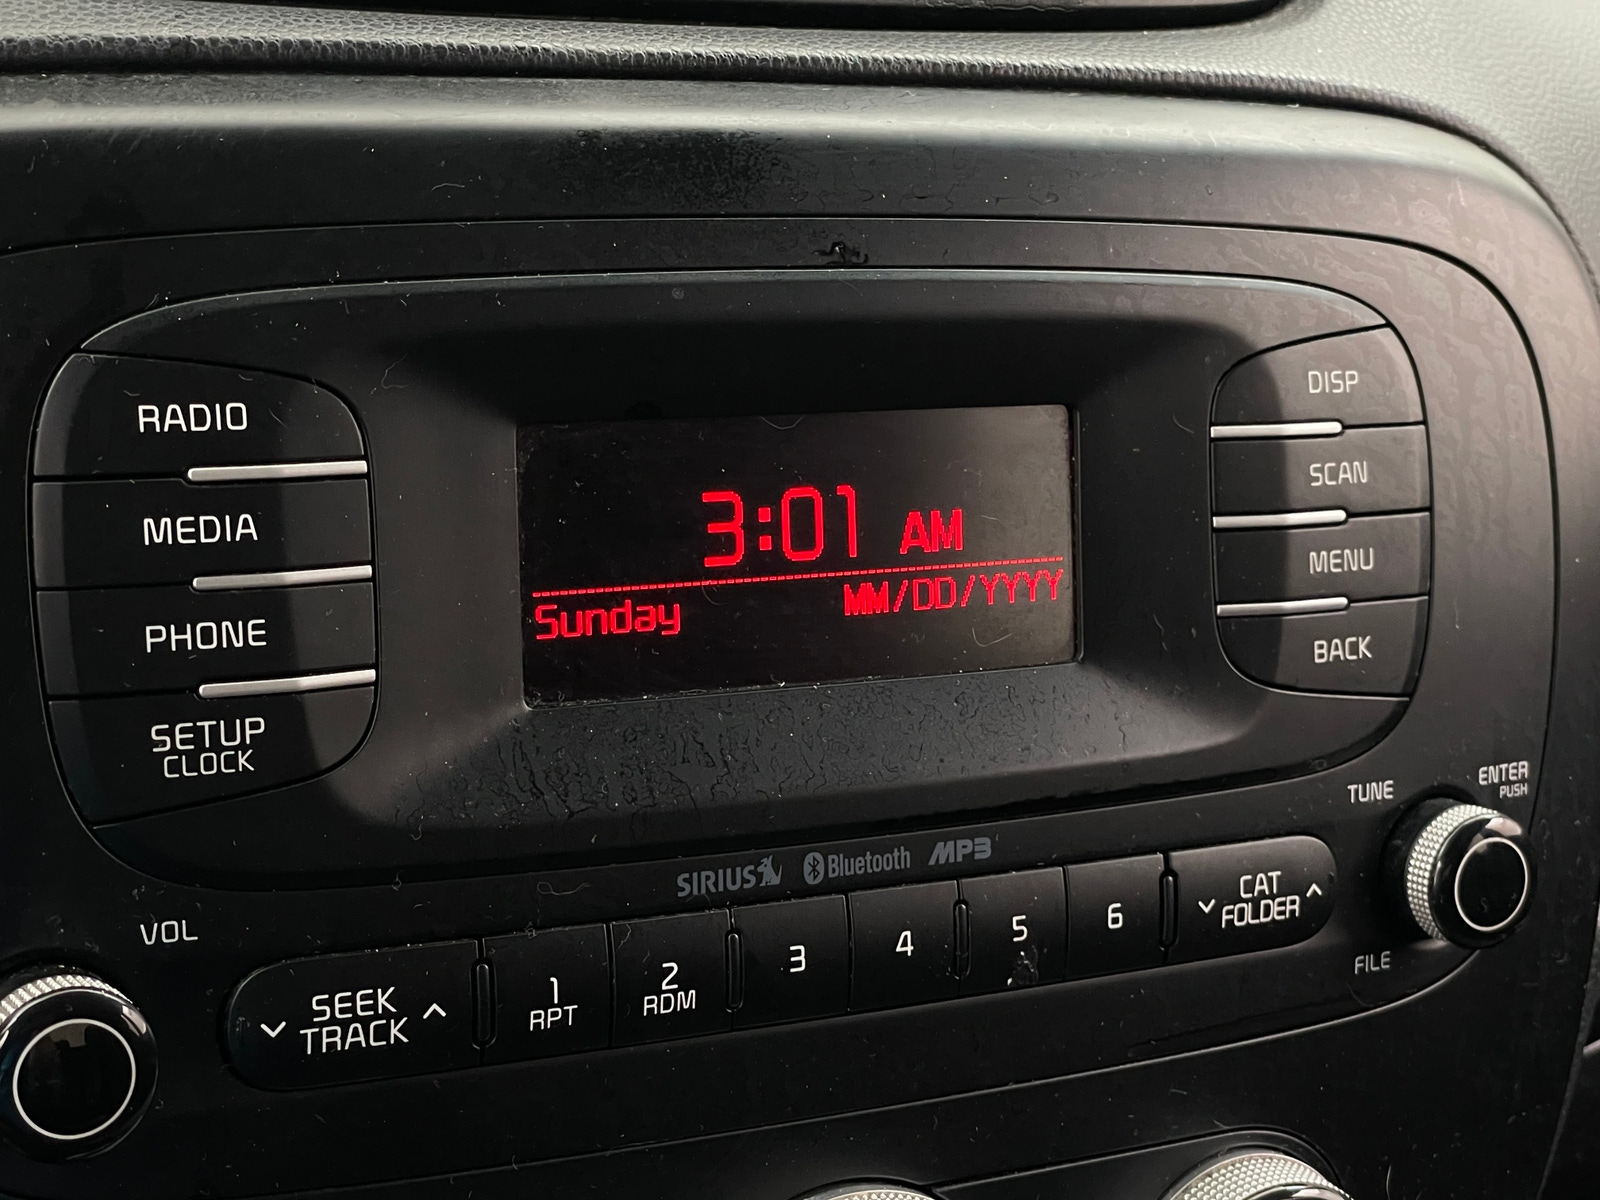 RADIO
MEDIA
PHONE
SETUP
CLOCK
3:01 AM
Sunday MM/DD/YYYY
DISP
SCAN
MENU
BACK
TUNE
ENTER
PUSH
SIRIUS Bluetooth MP3
VOL
SEEK
TRACK
1
RPT
2
RDM
3
4
5
6
CAT
FOLDER
FILE